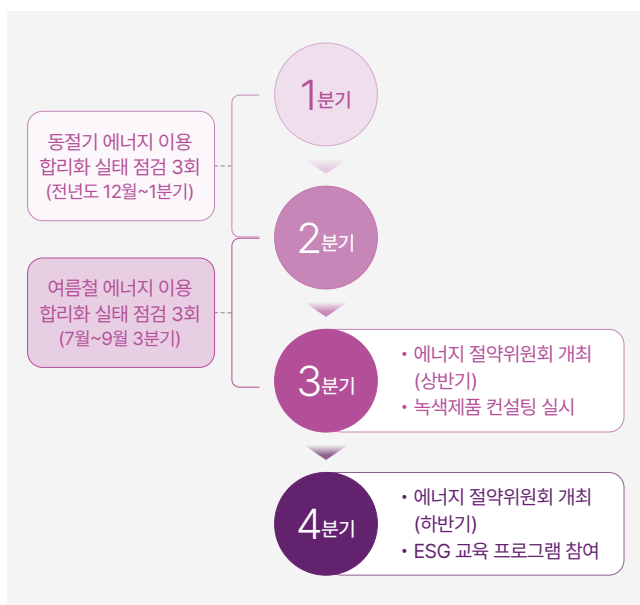 1분기
동절기 에너지 이용
합리화 실태 점검 3회
(전년도 12월~1분기)
2분기
여름철 에너지 이용
합리화 실태 점검 3회
(7월~9월 3분기)
3분기
• 에너지 절약위원회 개최
(상반기)
• 녹색제품 컨설팅 실시
4분기
• 에너지 절약위원회 개최
(하반기)
• ESG 교육 프로그램 참여